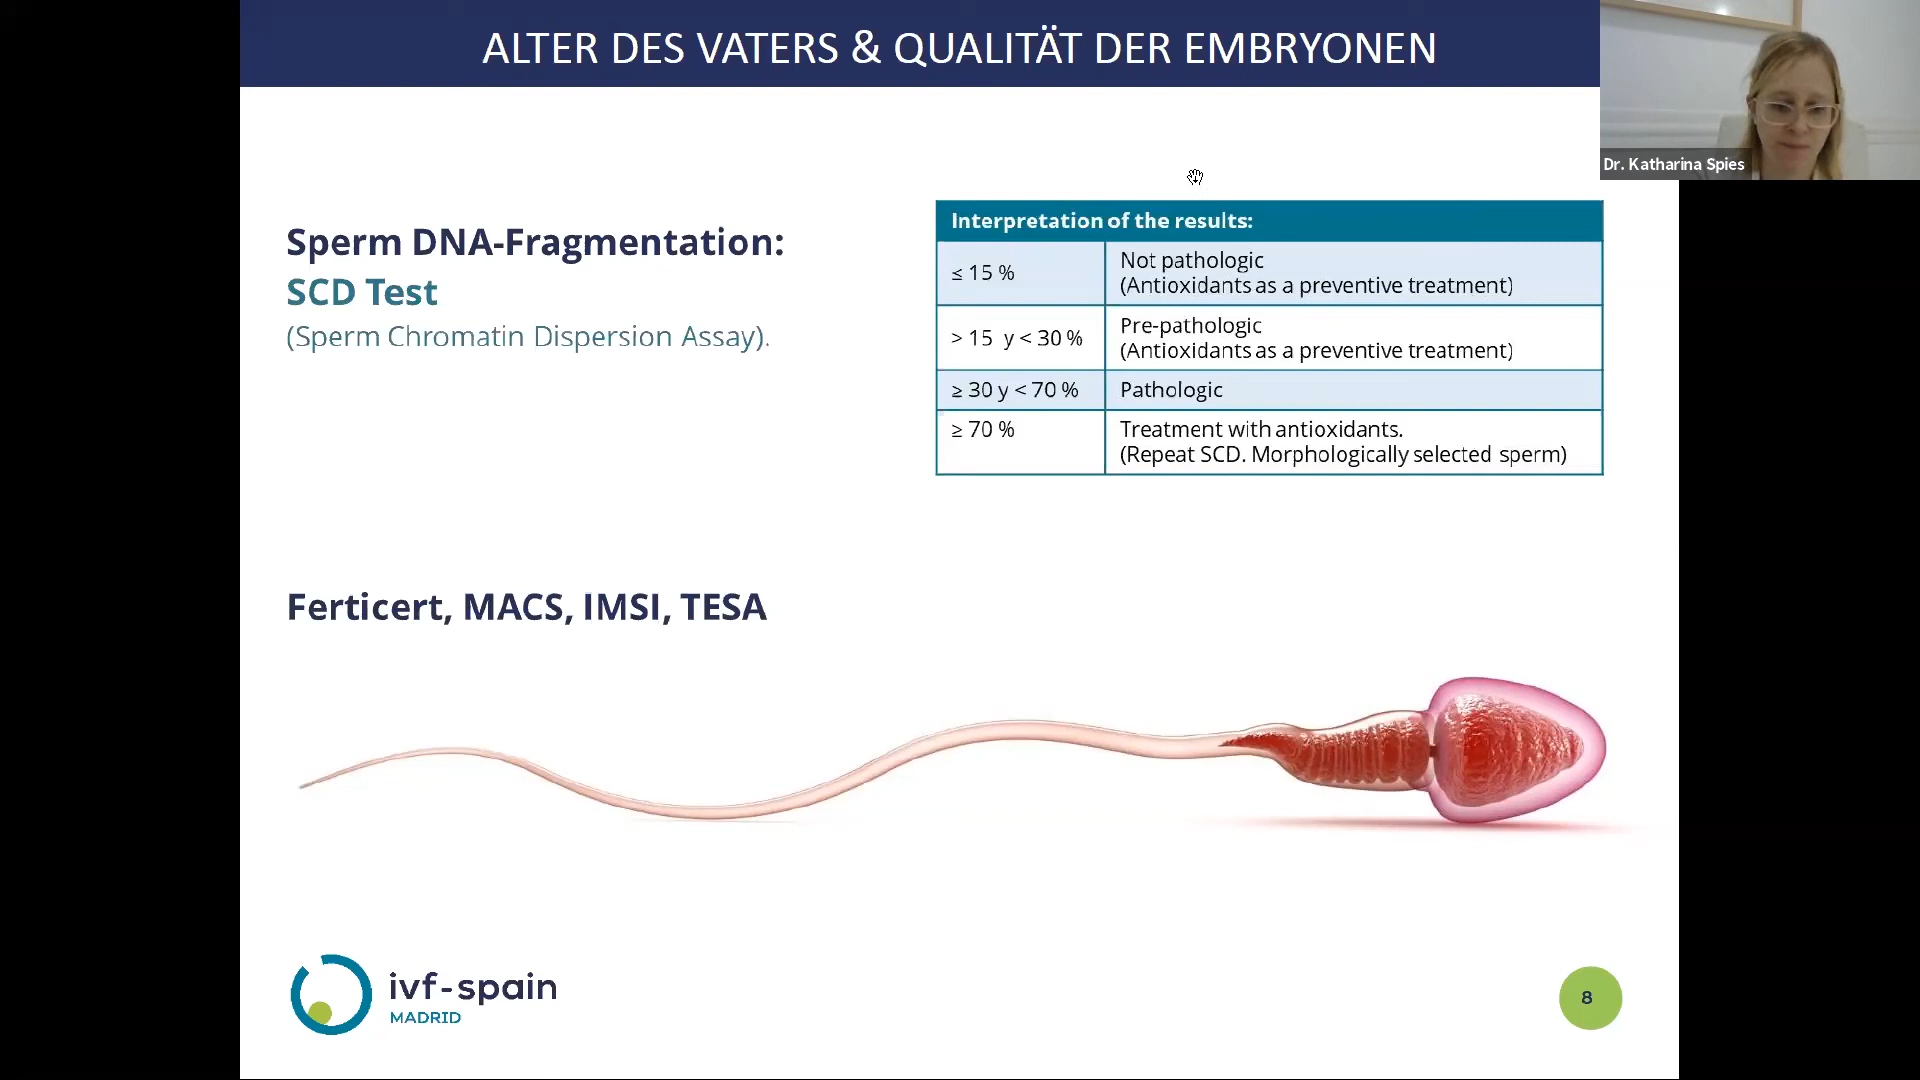 ALTER DES VATERS & QUALITÄT DER EMBRYONEN
Dr. Katharina Spies
Sperm DNA-Fragmentation:
SCD Test
(Sperm Chromatin Dispersion Assay).
Interpretation of the results:
≤ 15 %
Not pathologic
(Antioxidants as a preventive treatment)
> 15 y < 30 %
Pre-pathologic
(Antioxidants as a preventive treatment)
≥ 30 y < 70 %
Pathologic
≥ 70 %
Treatment with antioxidants.
(Repeat SCD. Morphologically selected sperm)
Ferticert, MACS, IMSI, TESA
ivf-spain
MADRID
8